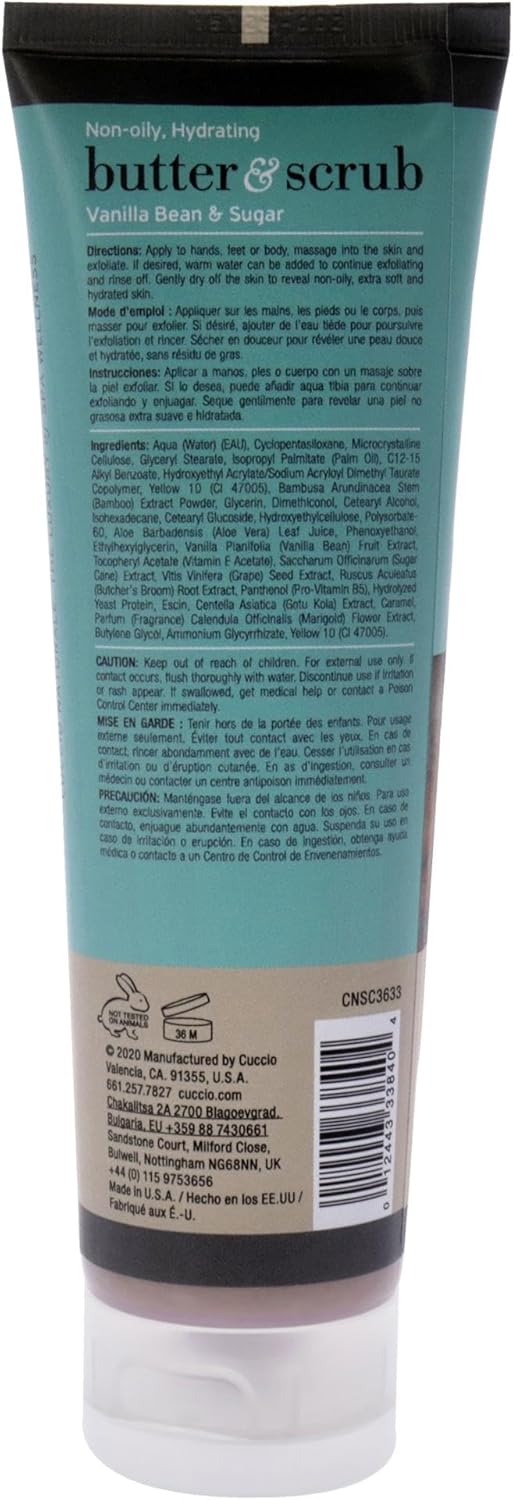 Non-oily, Hydrating
butter & scrub
Vanilla Bean & Sugar
Directions: Apply to hands, feet or body, massage into the skin and
exfoliate. If desired, warm water can be added to continue exfoliating
and rinse off. Gently dry off the skin to reveal non-oily, extra soft and
hydrated skin.
Mode d'emploi : Appliquer sur les mains, les pieds ou le corps, puis
masser pour exfolier. Si désiré, ajouter de l'eau tiède pour poursuivre
l'exfoliation et rincer. Sécher en douceur pour révéler une peau douce
et hydratée, sans résidu de gras.
Instrucciones: Aplicar a manos, ples o cuerpo con un masaje sobre
la piel exfoliar. Si lo desea, puede añadir aqua tibia para continuar
exfoliando y enjuagar. Seque gentilmente para revelar una piel no
grasosa extra suave e hidratada.
Ingredients: Aqua (Water) (EAU), Cyclopentasiloxane, Microcrystalline
Cellulose, Glyceryl Stearate, Isopropyl Palmitate (Palm Oil), C12-15
Alkyl Benzoate, Hydroxyethyl Acrylate/Sodium Acryloyl Dimethyl Taurate
Copolymer, Yellow 10 (CI 47005), Bambusa Arundinacea Stem
(Bamboo) Extract Powder, Glycerin, Dimethiconol, Cetearyl Alcohol,
Isohexadecane, Cetearyl Glucoside, Hydroxyethylcellulose, Polysorbate-
60, Aloe Barbadensis (Aloe Vera) Leaf Juice, Phenoxyethanol,
Ethylhexylglycerin, Vanilla Planifolia (Vanilla Bean) Fruit Extract,
Tocopheryl Acetate (Vitamin E Acetate), Saccharum Officinarum (Sugar
Cane) Extract, Vitis Vinifera (Grape) Seed Extract, Ruscus Aculeatus
(Butcher's Broom) Root Extract, Panthenol (Pro-Vitamin B5), Hydrolyzed
Yeast Protein, Escin, Centella Asiatica (Gotu Kola) Extract, Caramel,
Parfum (Fragrance) Calendula Officinalis (Marigold) Flower Extract,
Butylene Glycol, Ammonium Glycyrrhizate, Yellow 10 (CI 47005).
CAUTION: Keep out of reach of children. For external use only. If
contact occurs, flush thoroughly with water. Discontinue use if irritation
or rash appear. If swallowed, get medical help or contact a Poison
Control Center immediately.
MISE EN GARDE : Tenir hors de la portée des enfants. Pour usage
externe seulement. Éviter tout contact avec les yeux. En cas de
contact, rincer abondamment avec de l'eau. Cesser l'utilisation en cas
d'irritation ou d'éruption cutanée. En as d'ingestion, consulter un
médecin ou contacter un centre antipoison immédiatement.
PRECAUCIÓN: Manténgase fuera del alcance de los niños. Para uso
externo exclusivamente. Evite el contacto con los ojos. En caso de
contacto, enjuague abundantemente con agua. Suspenda su uso en
caso de irritación o erupción. En caso de ingestión, obtenga ayuda
médica o contacte a un Centro de Control de Envenenamientos.
NOT TESTED
ON ANIMALS
36 M
CNSC3633
© 2020 Manufactured by Cuccio
Valencia, CA. 91355, U.S.A.
661.257.7827 cuccio.com
Chakalitsa 2A 2700 Blagoevgrad.
Bulgaria, EU +359 88 7430661
Sandstone Court, Milford Close,
Bulwell, Nottingham NG68NN, UK
+44 (0) 115 9753656
Made in U.S.A. / Hecho en los EE.UU /
Fabriqué aux É.-U.
0 12443 33840 4